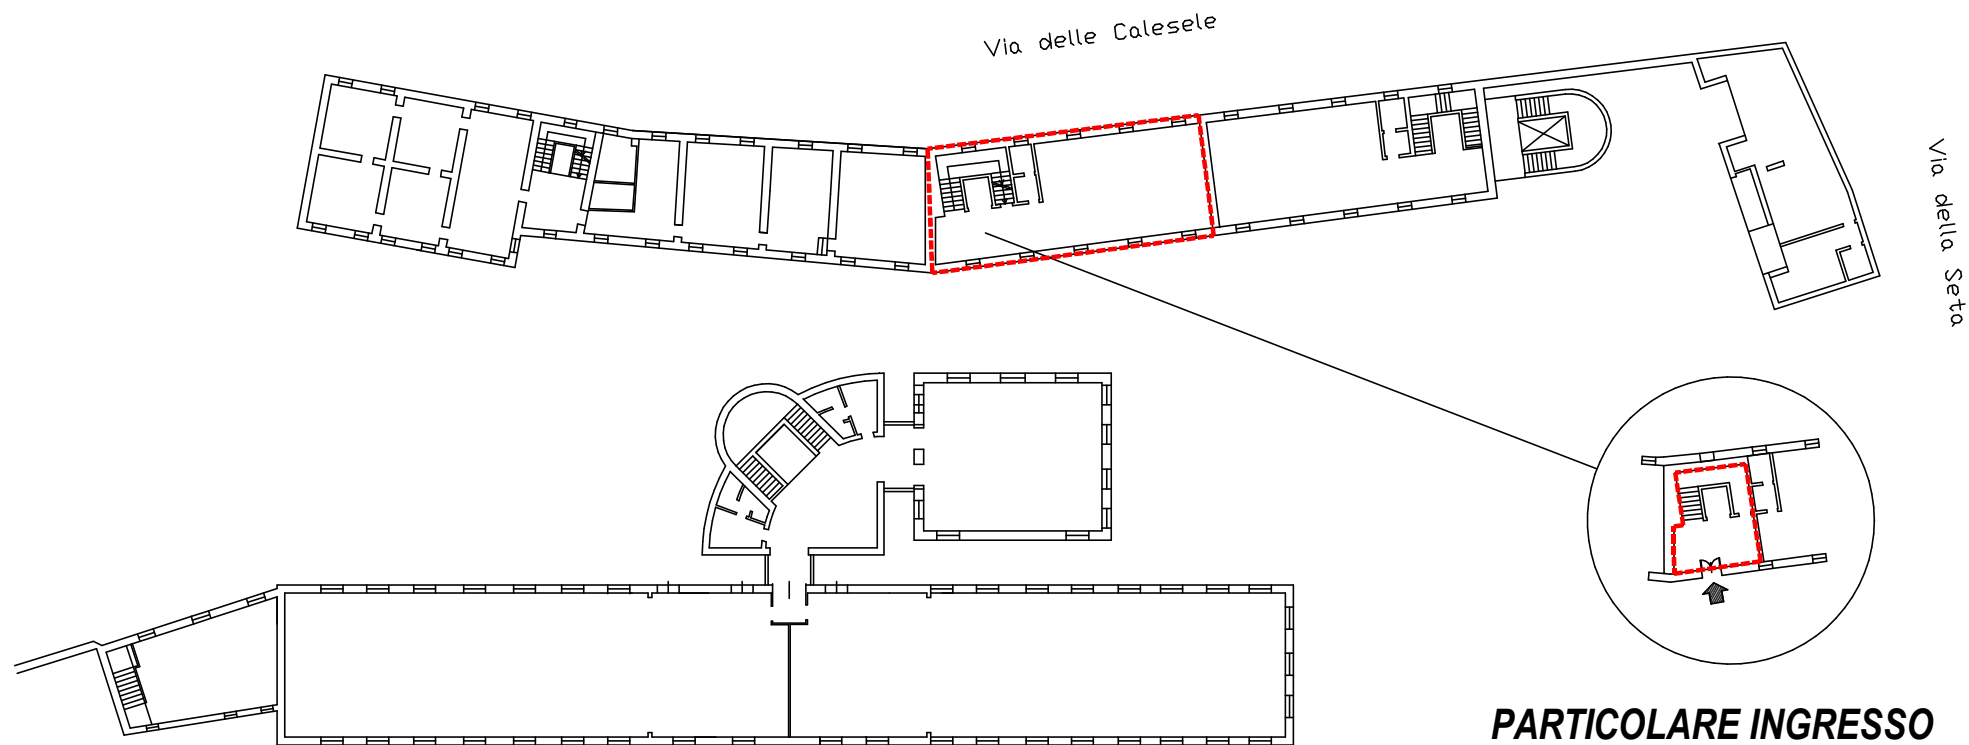 Via delle Calesele
Via della Seta
PARTICOLARE INGRESSO